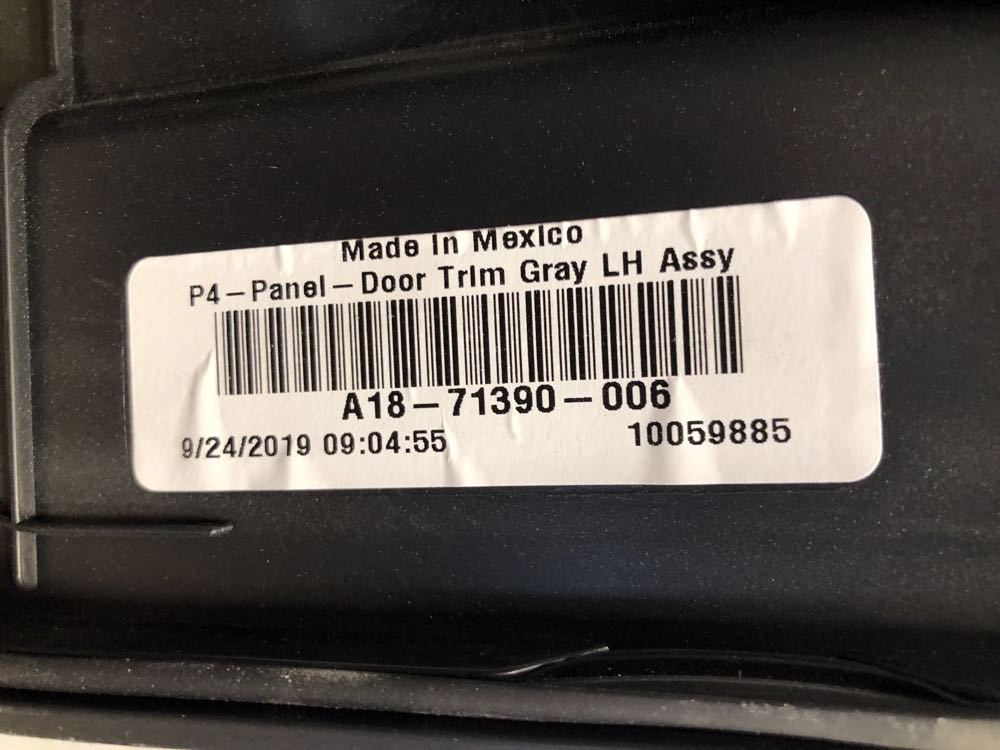 Made In Mexico
P4-Panel-Door Trim Gray LH Assy
A18-71390-006
9/24/2019 09:04:55 10059885